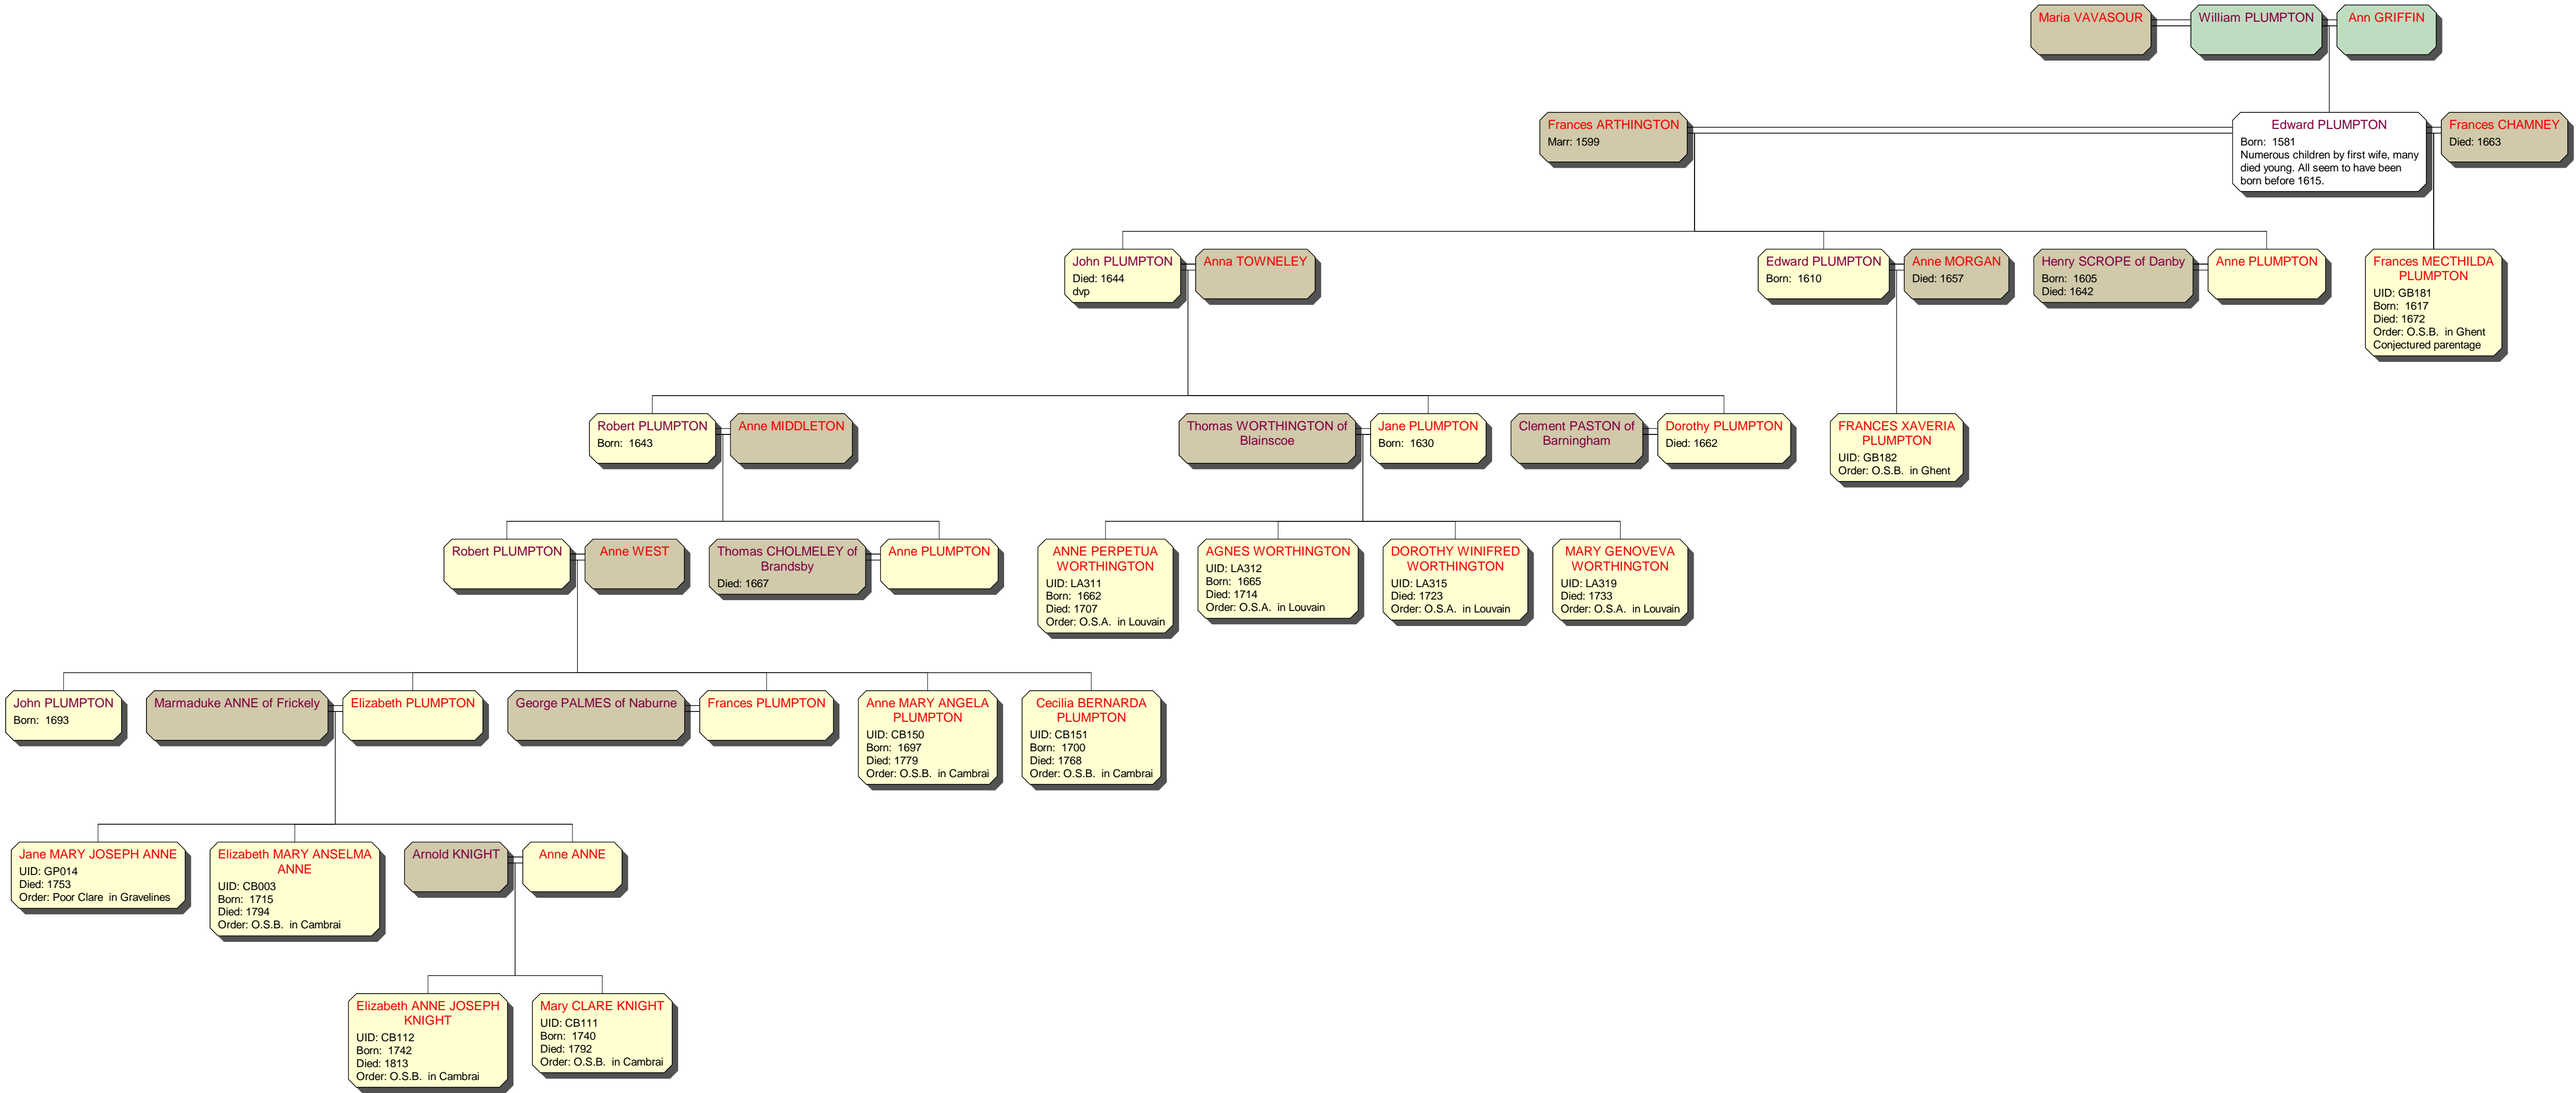 Maria VAVASOUR
William PLUMPTON
Ann GRIFFIN
Frances ARTHINGTON
Marr: 1599
Edward PLUMPTON
Born: 1581
Numerous children by first wife, many
died young. All seem to have been
born before 1615.
Frances CHAMNEY
Died: 1663
John PLUMPTON
Died: 1644
dvp
Anna TOWNELEY
Edward PLUMPTON
Born: 1610
Anne MORGAN
Died: 1657
Henry SCROPE of Danby
Born: 1605
Died: 1642
Anne PLUMPTON
Frances MECTHILDA
PLUMPTON
UID: GB181
Born: 1617
Died: 1672
Order: O.S.B. in Ghent
Conjectured parentage
Robert PLUMPTON
Born: 1643
Anne MIDDLETON
Thomas WORTHINGTON of
Blainscoe
Jane PLUMPTON
Born: 1630
Clement PASTON of
Barningham
Dorothy PLUMPTON
Died: 1662
FRANCES XAVERIA
PLUMPTON
UID: GB182
Order: O.S.B. in Ghent
Robert PLUMPTON
Anne WEST
Thomas CHOLMELEY of
Brandsby
Died: 1667
Anne PLUMPTON
ANNE PERPETUA
WORTHINGTON
UID: LA311
Born: 1662
Died: 1707
Order: O.S.A. in Louvain
AGNES WORTHINGTON
UID: LA312
Born: 1665
Died: 1714
Order: O.S.A. in Louvain
DOROTHY WINIFRED
WORTHINGTON
UID: LA315
Died: 1723
Order: O.S.A. in Louvain
MARY GENOVEVA
WORTHINGTON
UID: LA319
Died: 1733
Order: O.S.A. in Louvain
John PLUMPTON
Born: 1693
Marmaduke ANNE of Frickely
Elizabeth PLUMPTON
George PALMES of Naburne
Frances PLUMPTON
Anne MARY ANGELA
PLUMPTON
UID: CB150
Born: 1697
Died: 1779
Order: O.S.B. in Cambrai
Cecilia BERNARDA
PLUMPTON
UID: CB151
Born: 1700
Died: 1768
Order: O.S.B. in Cambrai
Jane MARY JOSEPH ANNE
UID: GP014
Died: 1753
Order: Poor Clare in Gravelines
Elizabeth MARY ANSELMA
ANNE
UID: CB003
Born: 1715
Died: 1794
Order: O.S.B. in Cambrai
Arnold KNIGHT
Anne ANNE
Elizabeth ANNE JOSEPH
KNIGHT
UID: CB112
Born: 1742
Died: 1813
Order: O.S.B. in Cambrai
Mary CLARE KNIGHT
UID: CB111
Born: 1740
Died: 1792
Order: O.S.B. in Cambrai